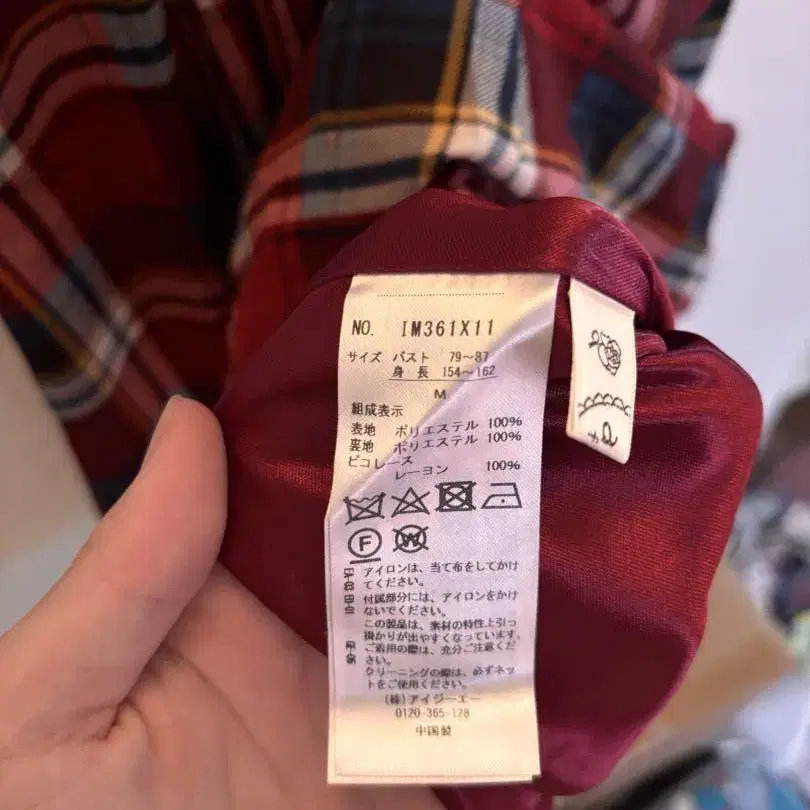 NO. IM361X11
サイズ バスト 79～87
身長 154～162
M
組成表示
表地 ポリエステル 100%
裏地 ポリエステル 100%
ピコレース
レーヨン 100%
F
W
アイロンは、当て布をしてかけ
てください。
付属部分には、アイロンをかけ
ないでください。
この製品は、素材の特性上引っ
掛かりが出やすくなっています。
ご着用の際は、充分ご注意くだ
さい。
クリーニングの際は、必ずネッ
トをご使用ください。
(株)アイジーエー
0120-365-128
中国製